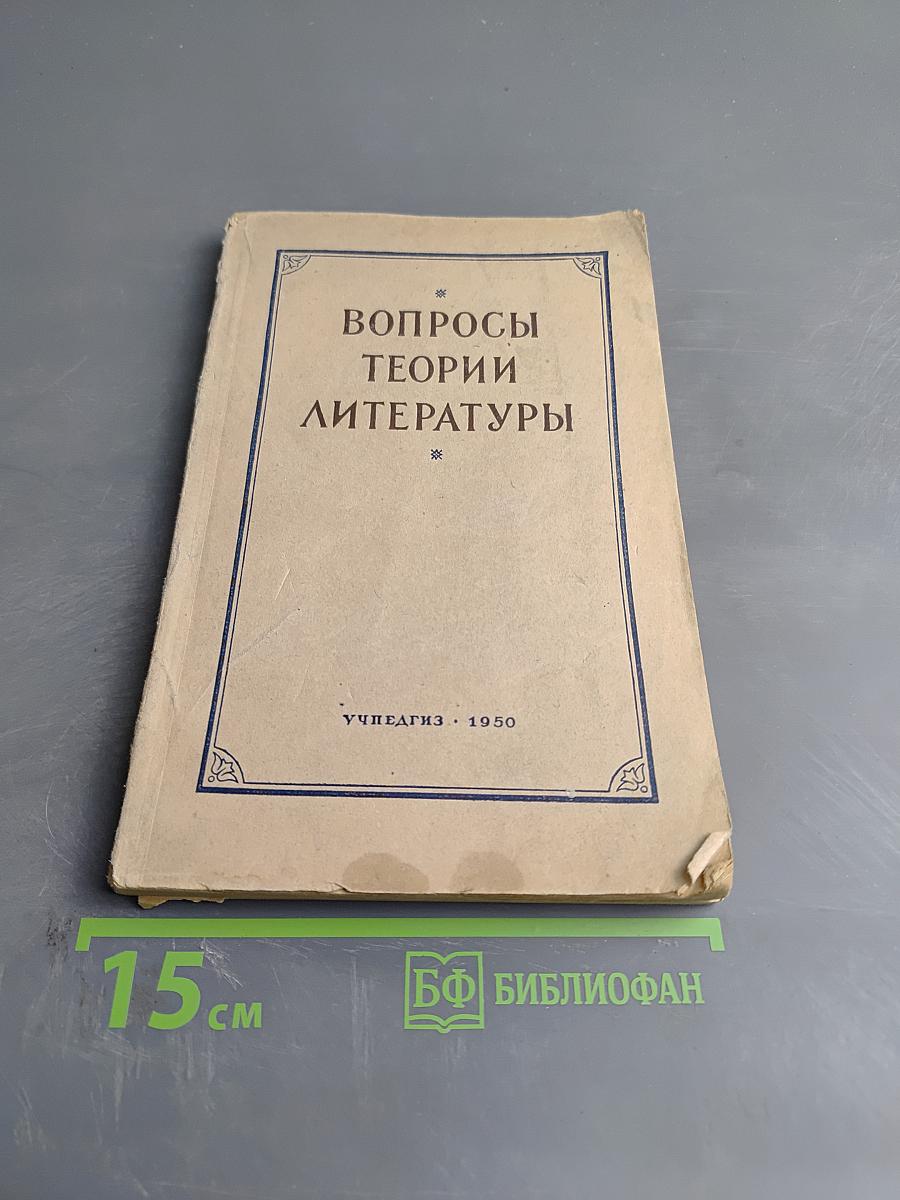 ВОПРОСЫ
ТЕОРИИ
ЛИТЕРАТУРЫ
УЧПЕДГИЗ · 1950
15 см
БФ БИБЛИОФАН